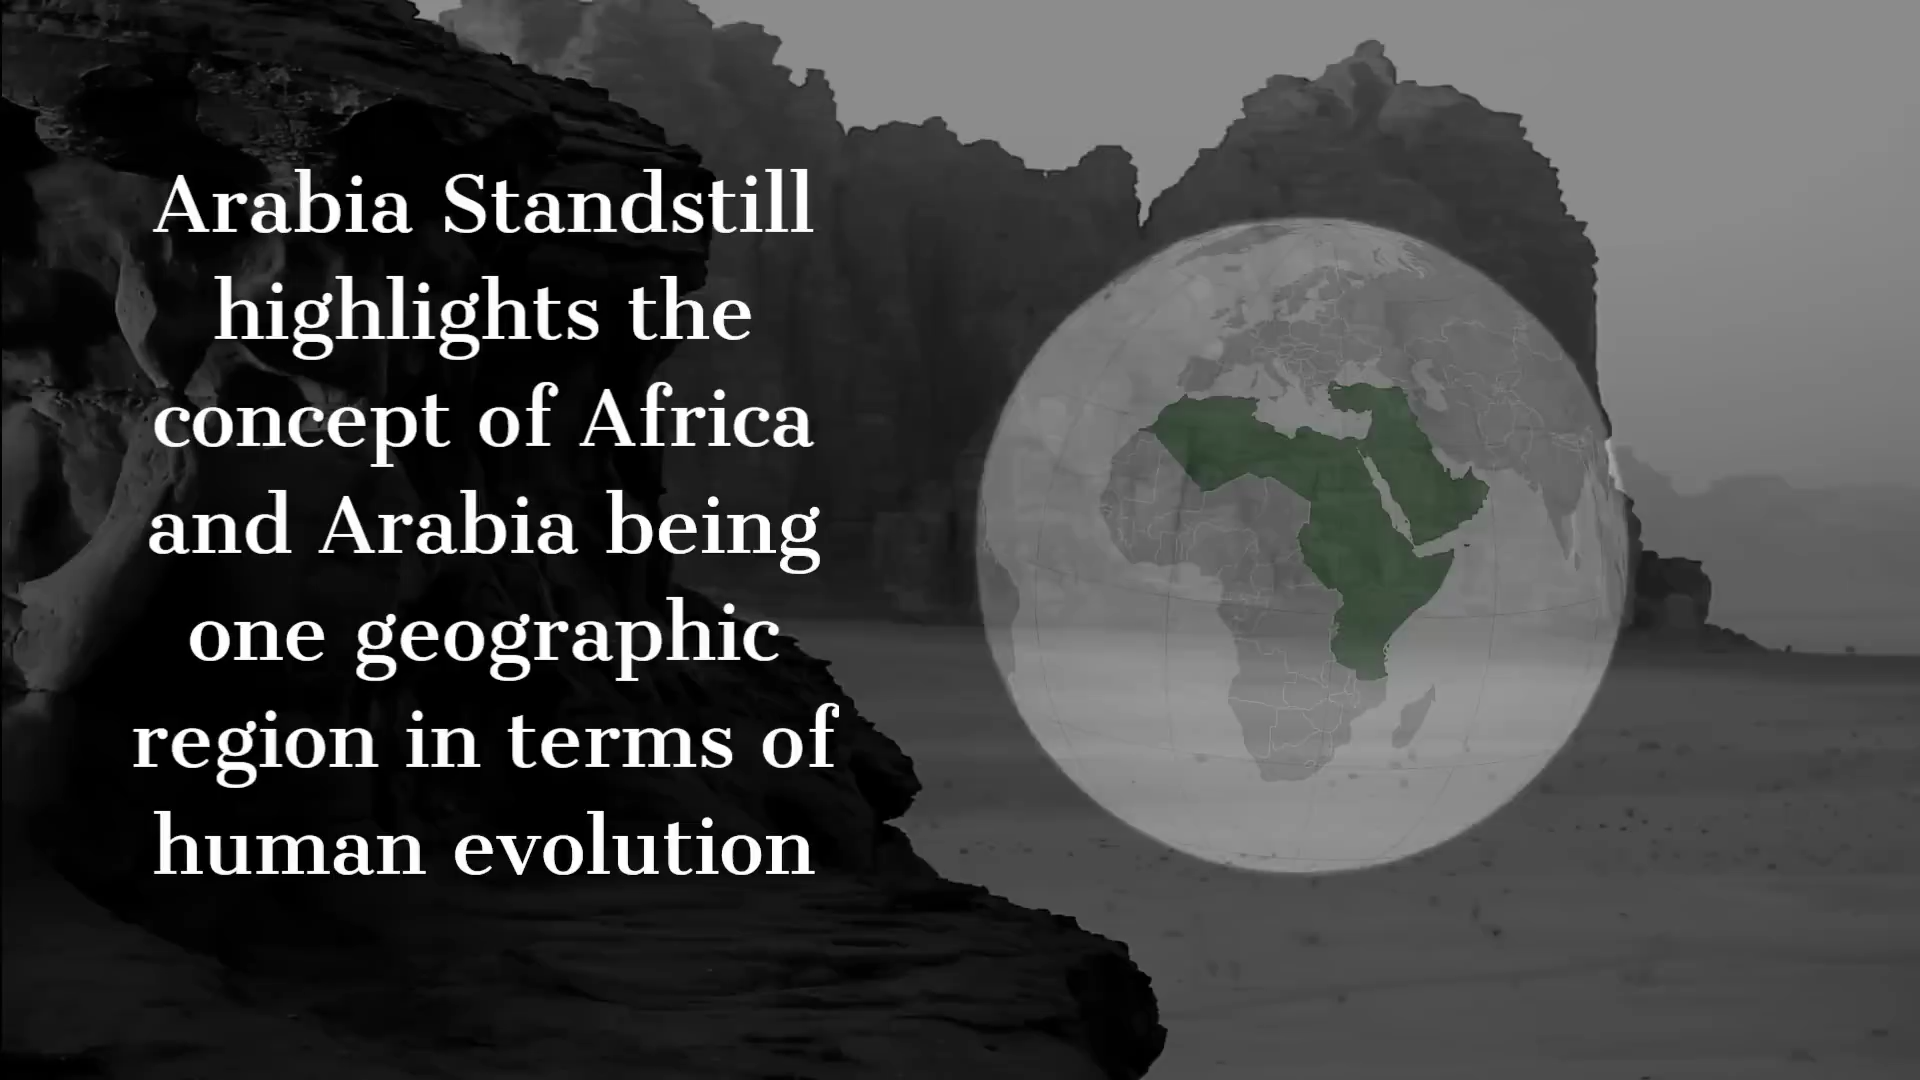 Arabia Standstill
highlights the
concept of Africa
and Arabia being
one geographic
region in terms of
human evolution